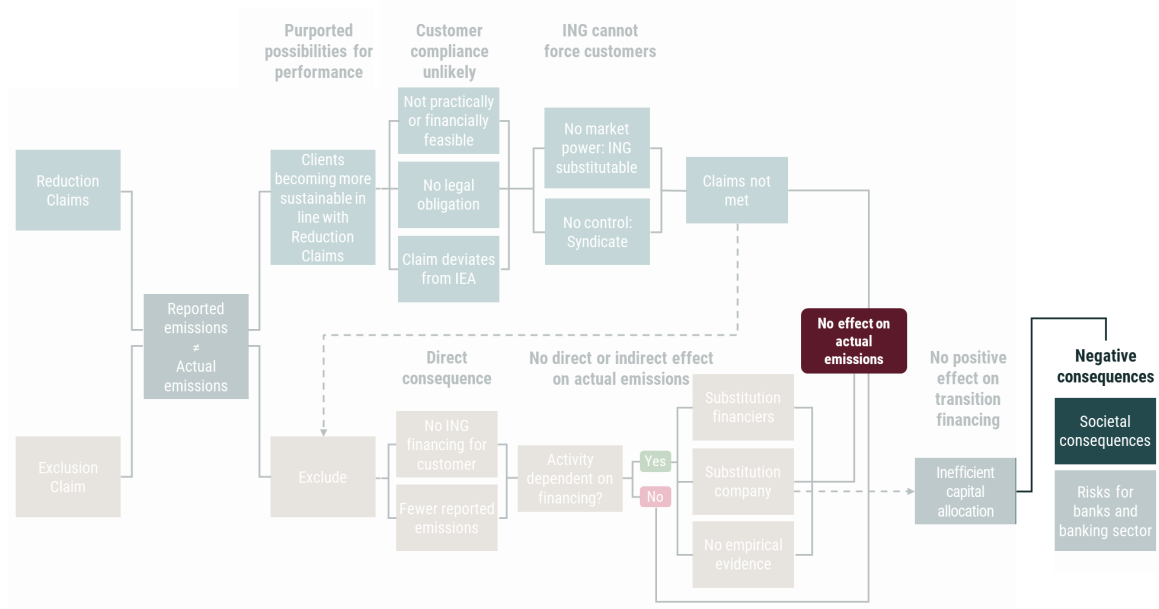 Purported
possibilities for
performance
Customer
compliance
unlikely
ING cannot
force customers
Reduction
Claims
Clients
becoming more
sustainable in
line with
Reduction
Claims
Not practically
or financially
feasible
No legal
obligation
Claim deviates
from IEA
No market
power: ING
substitutable
No control:
Syndicate
Claims not
met
Reported
emissions
≠
Actual
emissions
No effect on
actual
emissions
Direct
consequence
No direct or indirect effect
on actual emissions
No positive
effect on
transition
financing
Negative
consequences
Exclusion
Claim
Exclude
No ING
financing for
customer
Fewer reported
emissions
Activity
dependent on
financing?
Yes
No
Substitution
financiers
Substitution
company
No empirical
evidence
Inefficient
capital
allocation
Societal
consequences
Risks for
banks and
banking sector